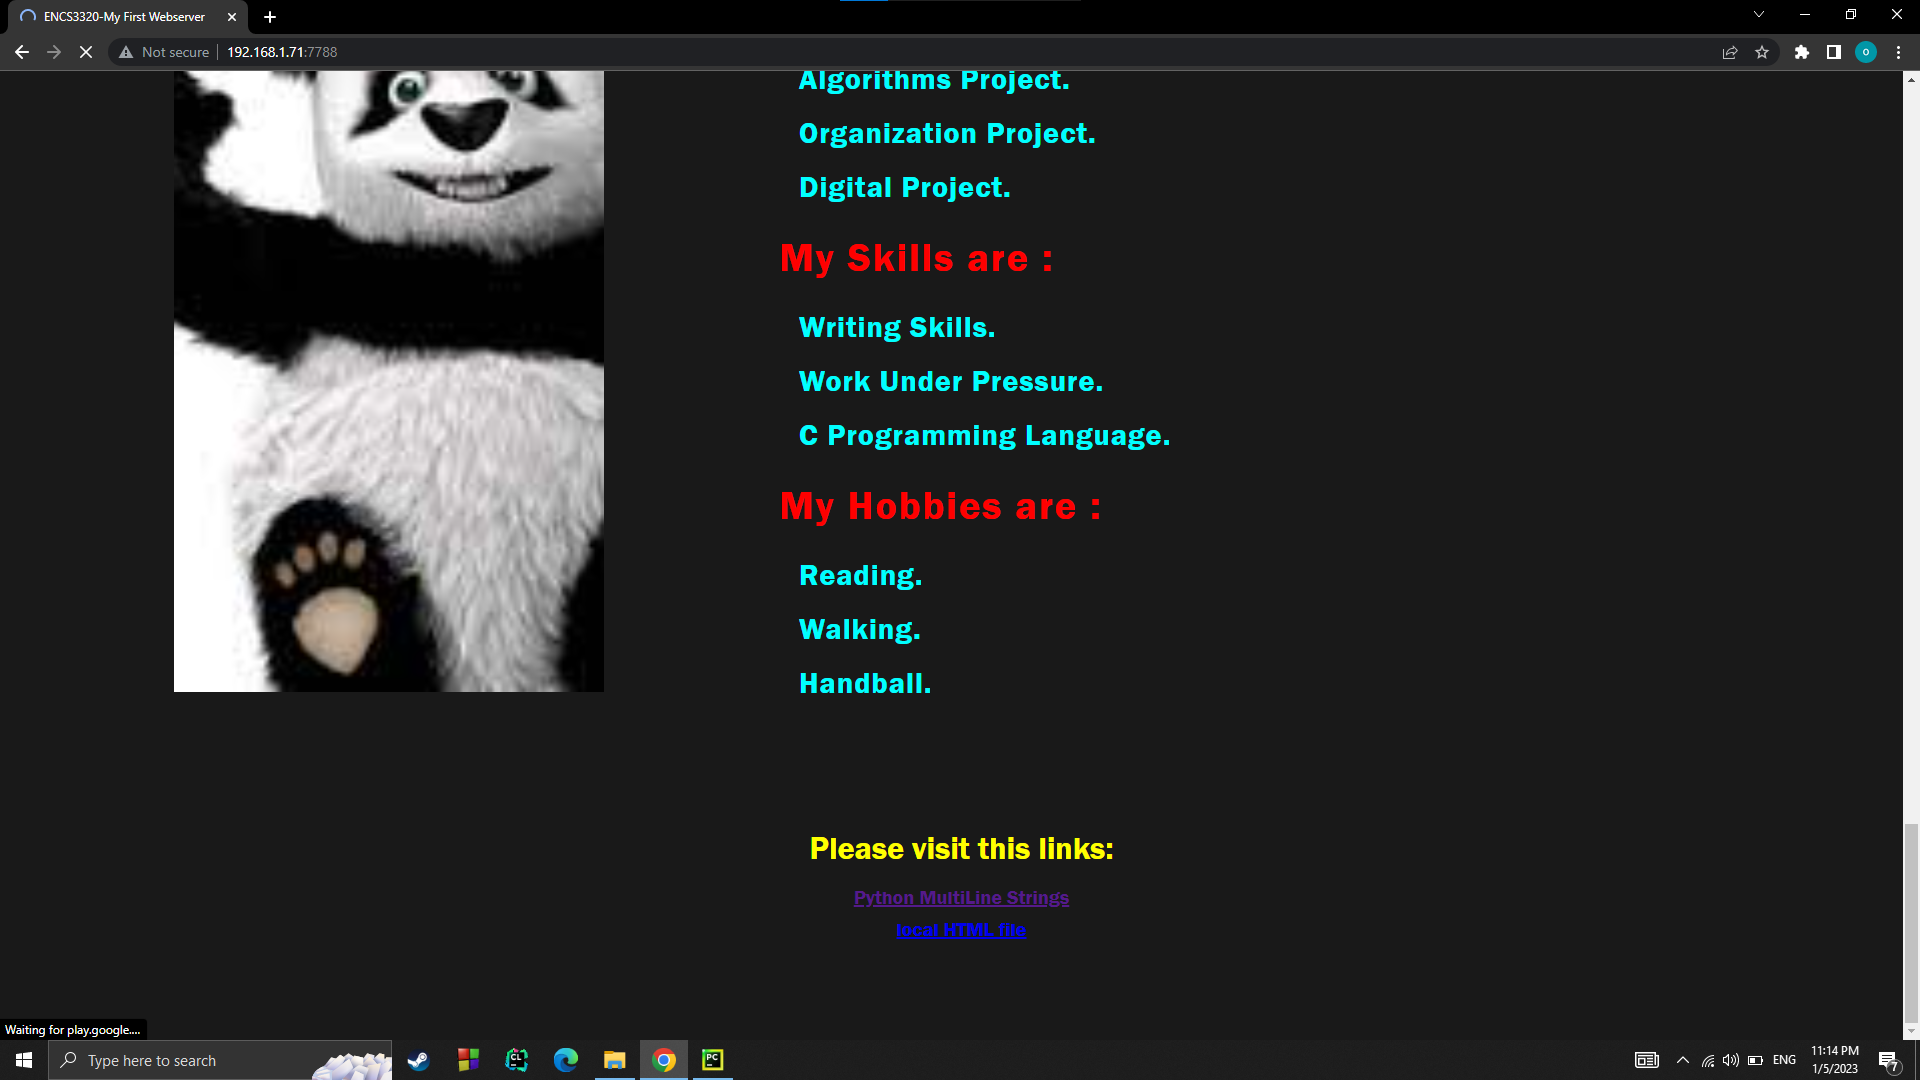 ENCS3320-My First Webserver
Not secure
192.168.1.71:7788
o
Algorithms Project.
Organization Project.
Digital Project.
My Skills are :
Writing Skills.
Work Under Pressure.
C Programming Language.
My Hobbies are :
Reading.
Walking.
Handball.
Please visit this links:
Python MultiLine Strings
local HTML file
Waiting for play.google....
Type here to search
CL
PC
ENG
11:14 PM
1/5/2023
7